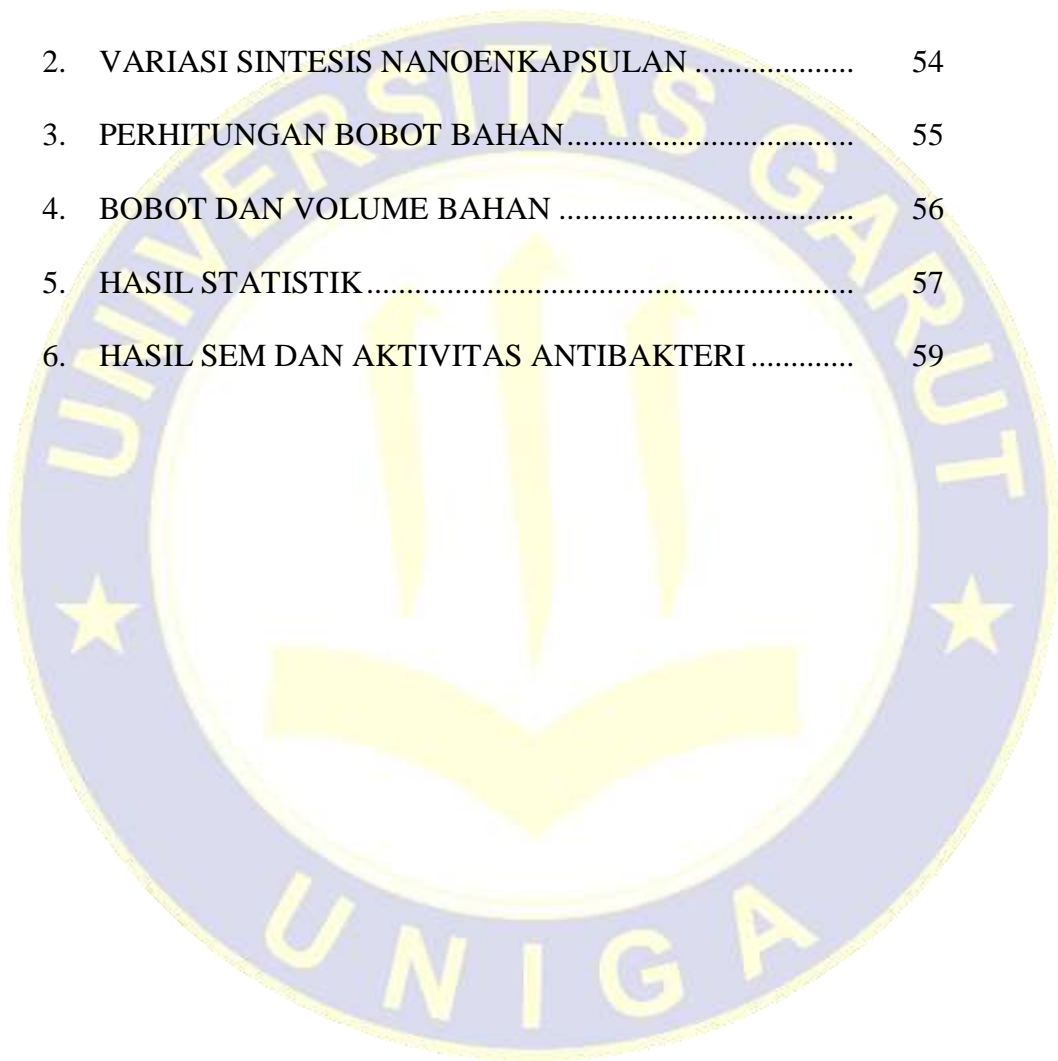 2. VARIASI SINTESIS NANOENKAPSULAN ................... 54
3. PERHITUNGAN BOBOT BAHAN.................................... 55
4. BOBOT DAN VOLUME BAHAN ..................................... 56
5. HASIL STATISTIK............................................................. 57
6. HASIL SEM DAN AKTIVITAS ANTIBAKTERI ............. 59
UNIVERSITAS GARUT
UNIGA